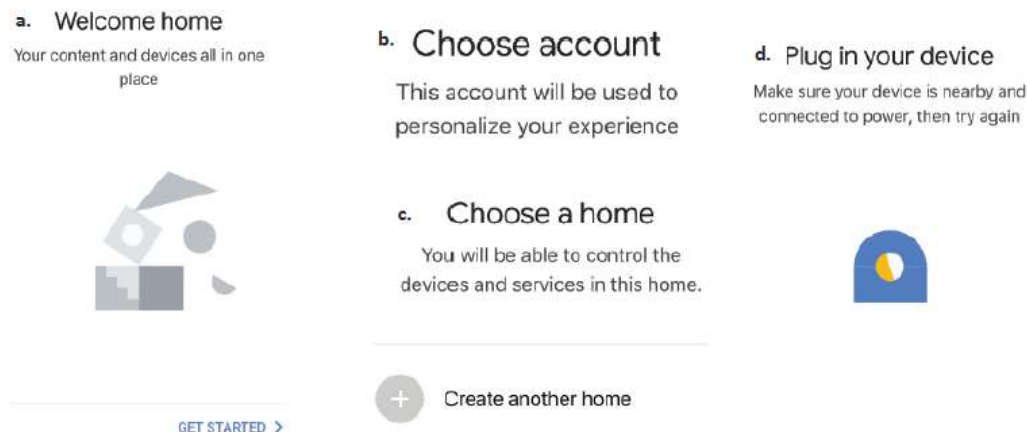 a. Welcome home
Your content and devices all in one
place
GET STARTED >
b. Choose account
This account will be used to
personalize your experience
c. Choose a home
You will be able to control the
devices and services in this home.
Create another home
d. Plug in your device
Make sure your device is nearby and
connected to power, then try again